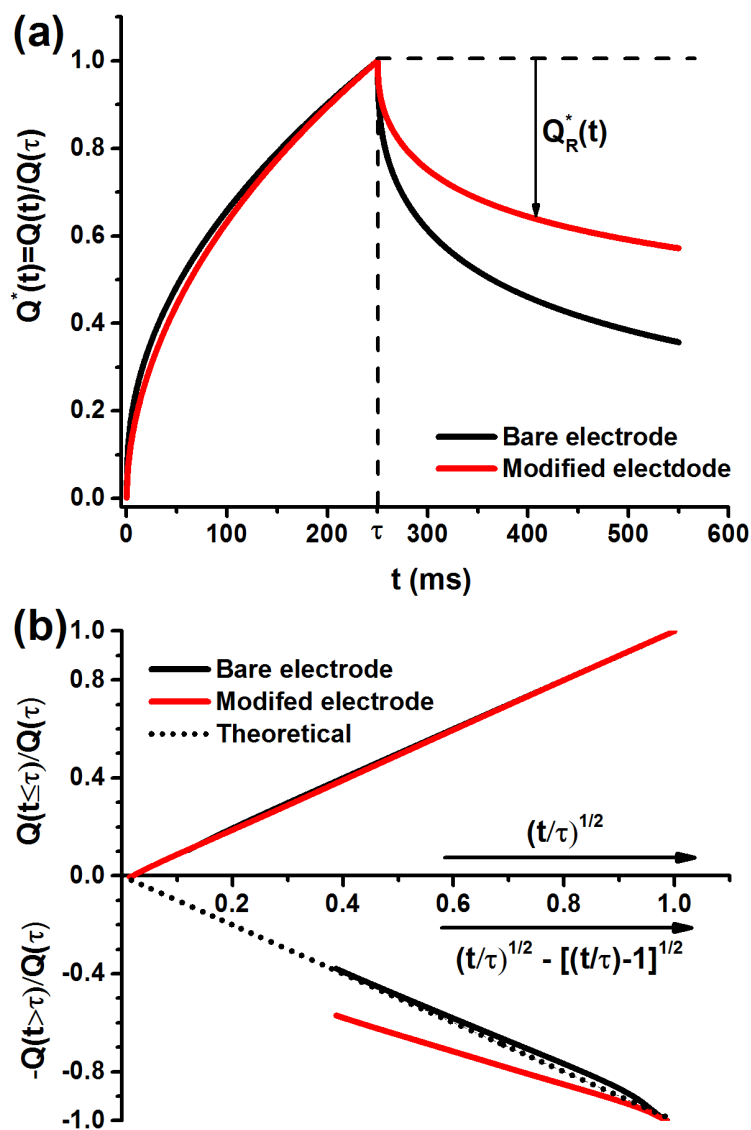 (a)
Q*(t)=Q(t)/Q(τ)
1.0
0.8
0.6
0.4
0.2
0.0
Q*R(t)
Bare electrode
Modified electdode
0 100 200 τ 300 400 500 600
t (ms)
(b)
Q(t≤τ)/Q(τ)
-Q(t>τ)/Q(τ)
1.0
0.8
0.4
0.0
-0.4
-0.8
-1.0
Bare electrode
Modifed electrode
Theoretical
(t/τ)1/2
0.2 0.4 0.6 0.8 1.0
(t/τ)1/2 - [(t/τ)-1]1/2